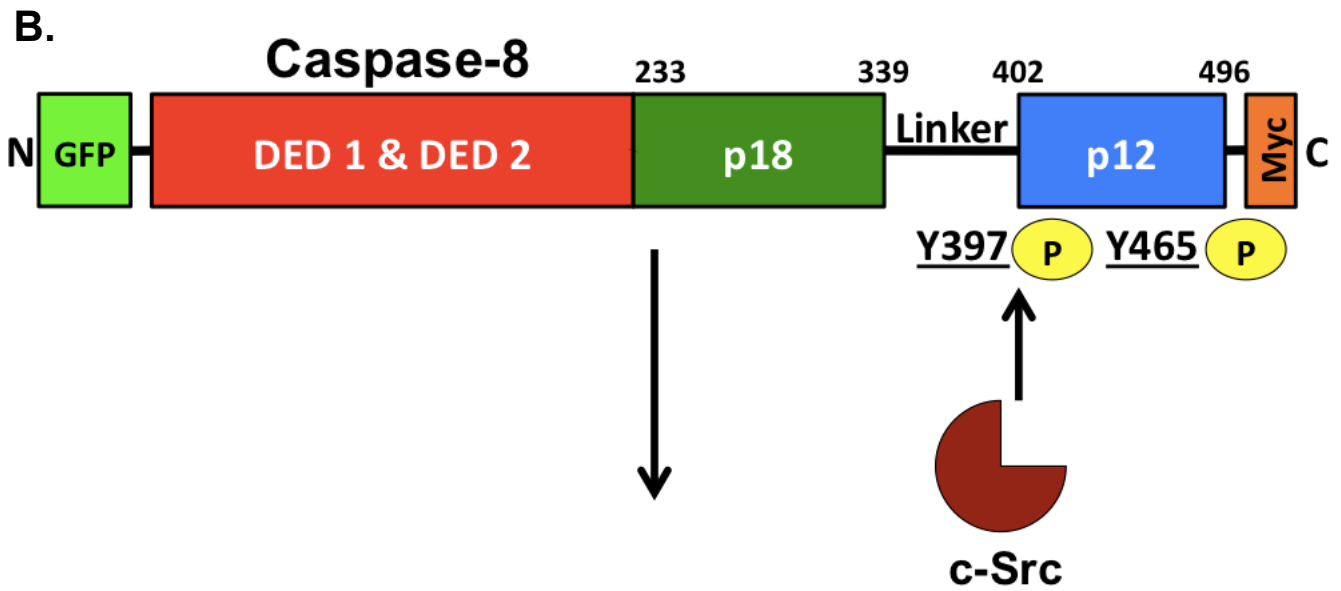 B.
Caspase-8
233 339 402 496
N GFP DED 1 & DED 2 p18 Linker p12 Myc C
Y397 P Y465 P
c-Src